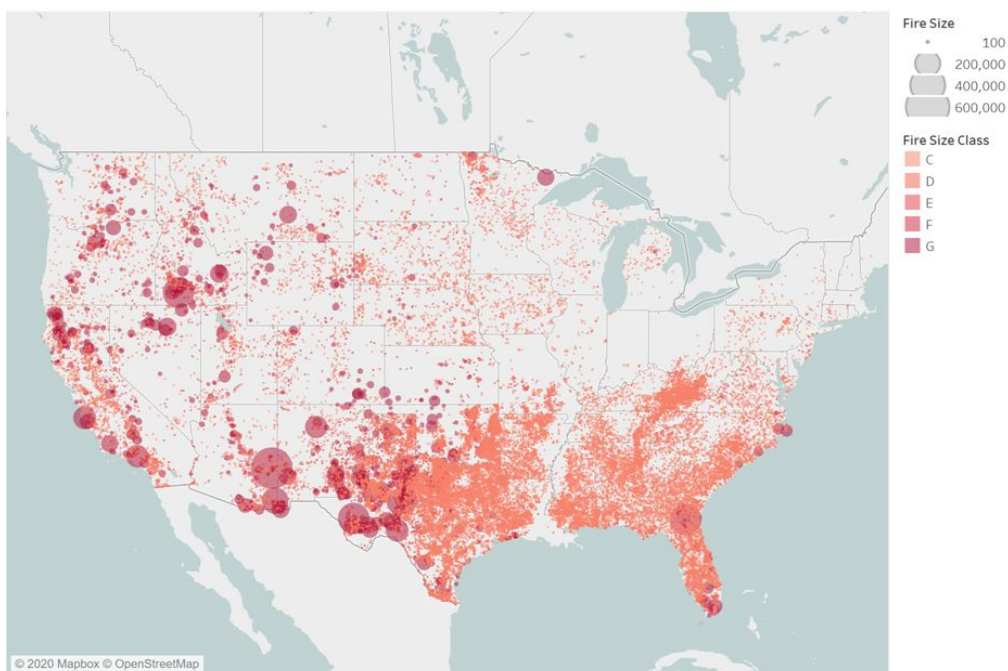 Fire Size
100
200,000
400,000
600,000
Fire Size Class
C
D
E
F
G
© 2020 Mapbox © OpenStreetMap